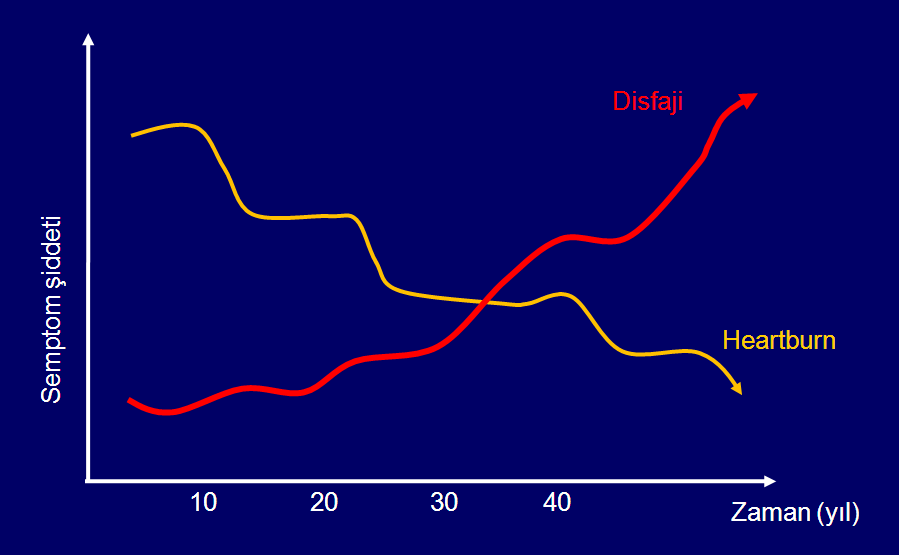 Disfaji
Semptom şiddeti
Heartburn
10 20 30 40
Zaman (yıl)